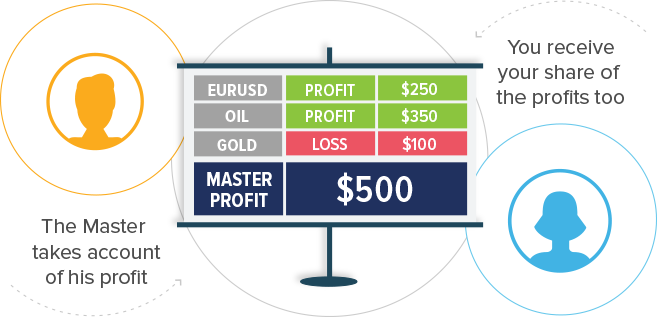 You receive
your share of
the profits too
EURUSD PROFIT $250
OIL PROFIT $350
GOLD LOSS $100
MASTER
PROFIT
$500
The Master
takes account
of his profit